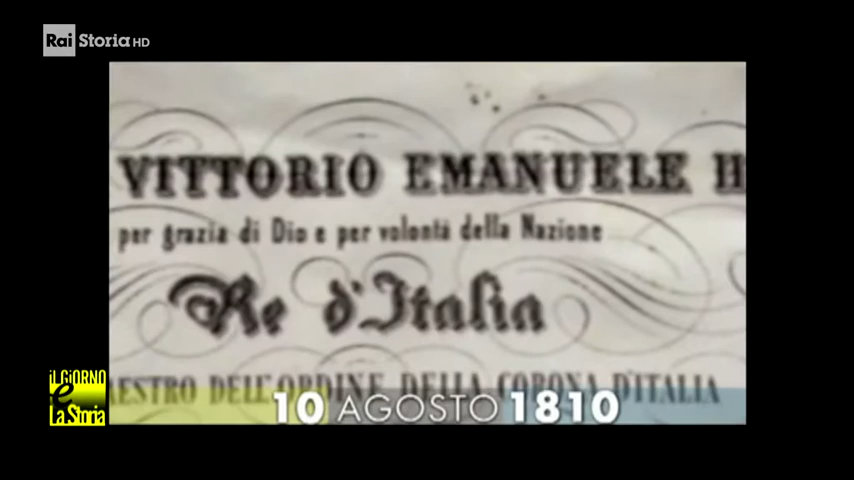 Rai Storia HD
VITTORIO EMANUELE II
per grazia di Dio e per volontà della Nazione
Re d'Italia
AESTRO DELL'ORDINE DELLA CORONA D'ITALIA
iL GiORNO
e
La Storia
10 AGOSTO 1810